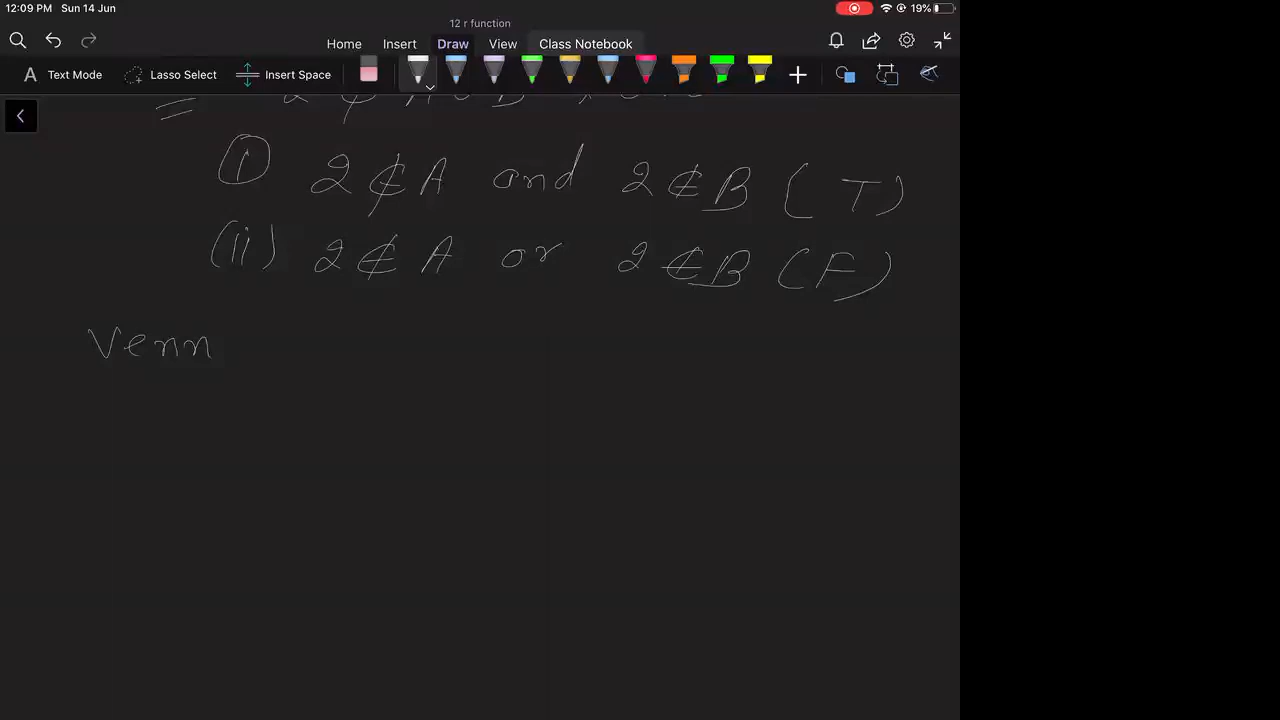 12:09 PM Sun 14 Jun 19%
12 r function
Home Insert Draw View Class Notebook
A Text Mode Lasso Select Insert Space
2 ∉ A ∪ B
(i) 2 ∉ A and 2 ∉ B (T)
(ii) 2 ∉ A or 2 ∉ B (F)
Venn